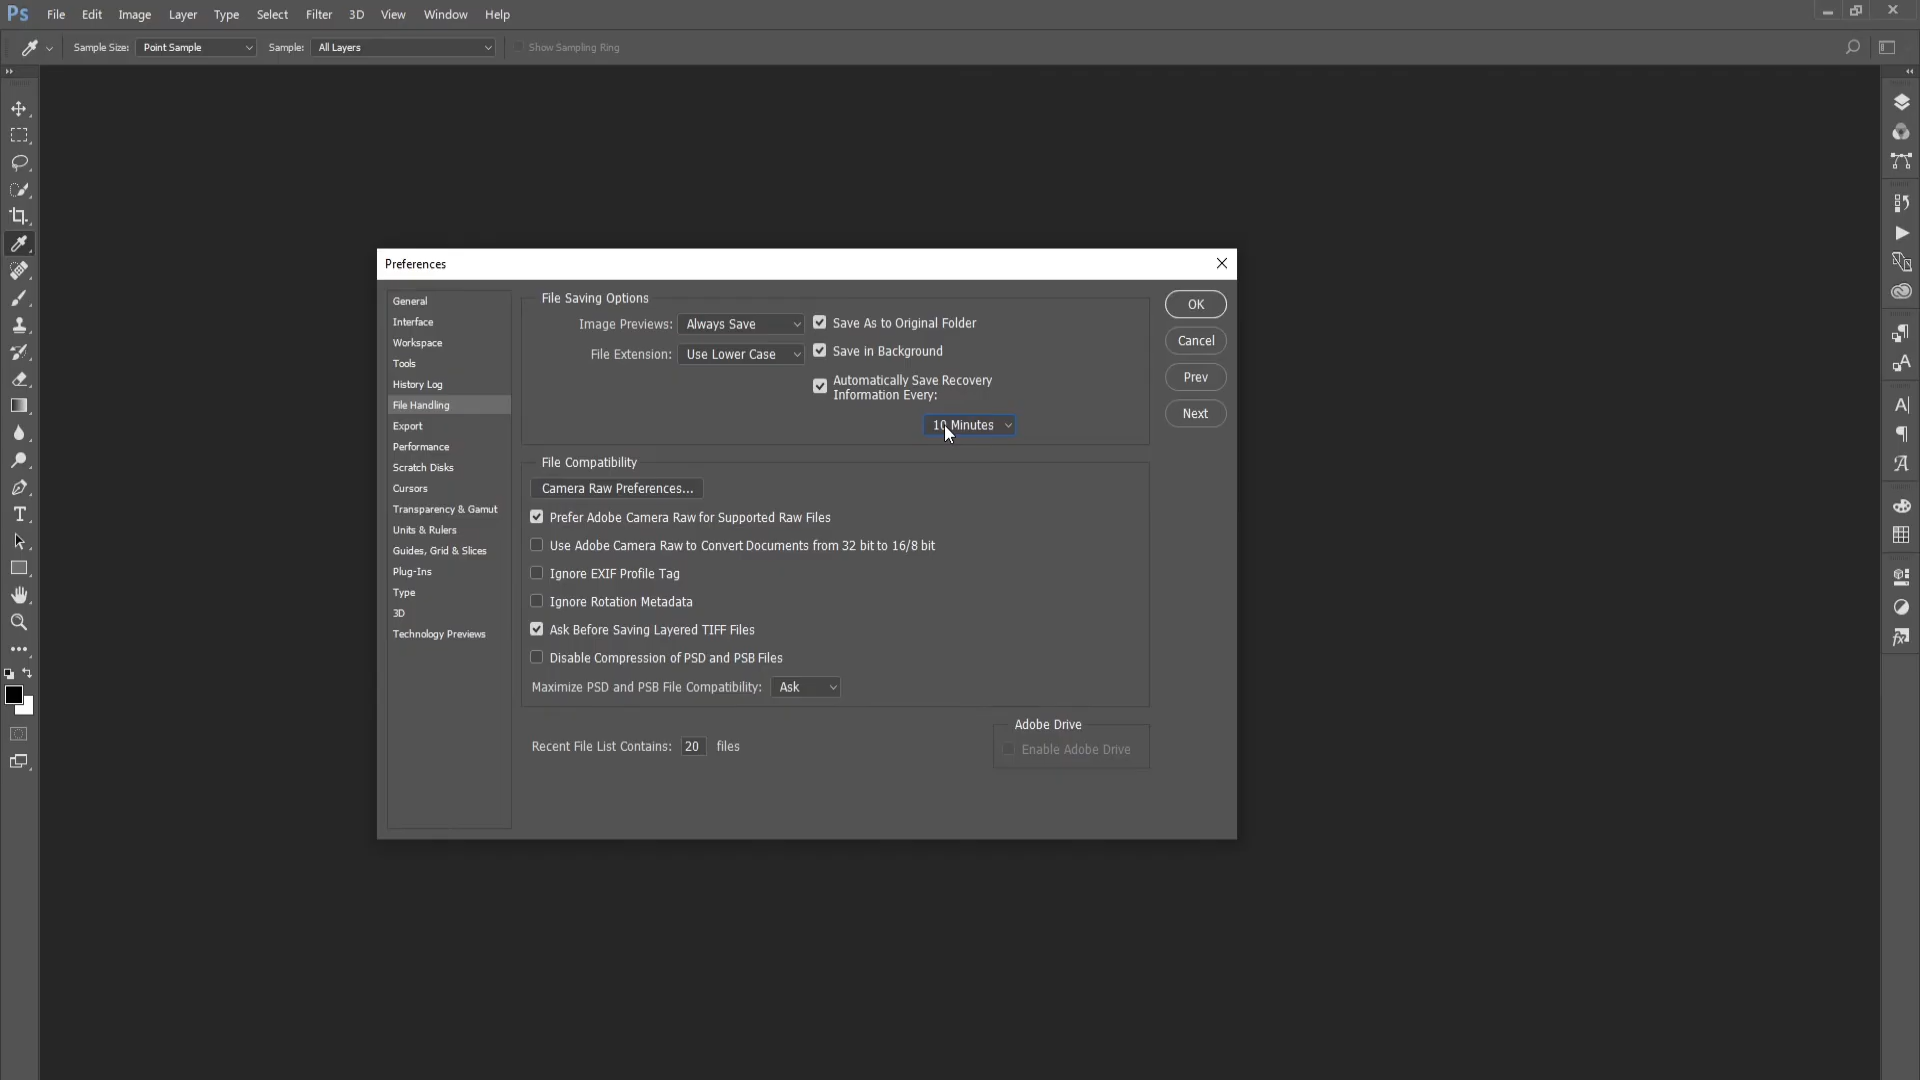 Ps File Edit Image Layer Type Select Filter 3D View Window Help
Sample Size: Point Sample Sample: All Layers Show Sampling Ring
Preferences
General
Interface
Workspace
Tools
History Log
File Handling
Export
Performance
Scratch Disks
Cursors
Transparency & Gamut
Units & Rulers
Guides, Grid & Slices
Plug-Ins
Type
3D
Technology Previews
File Saving Options
Image Previews: Always Save
File Extension: Use Lower Case
Save As to Original Folder
Save in Background
Automatically Save Recovery
Information Every:
10 Minutes
File Compatibility
Camera Raw Preferences...
Prefer Adobe Camera Raw for Supported Raw Files
Use Adobe Camera Raw to Convert Documents from 32 bit to 16/8 bit
Ignore EXIF Profile Tag
Ignore Rotation Metadata
Ask Before Saving Layered TIFF Files
Disable Compression of PSD and PSB Files
Maximize PSD and PSB File Compatibility: Ask
Recent File List Contains: 20 files
Adobe Drive
Enable Adobe Drive
OK
Cancel
Prev
Next